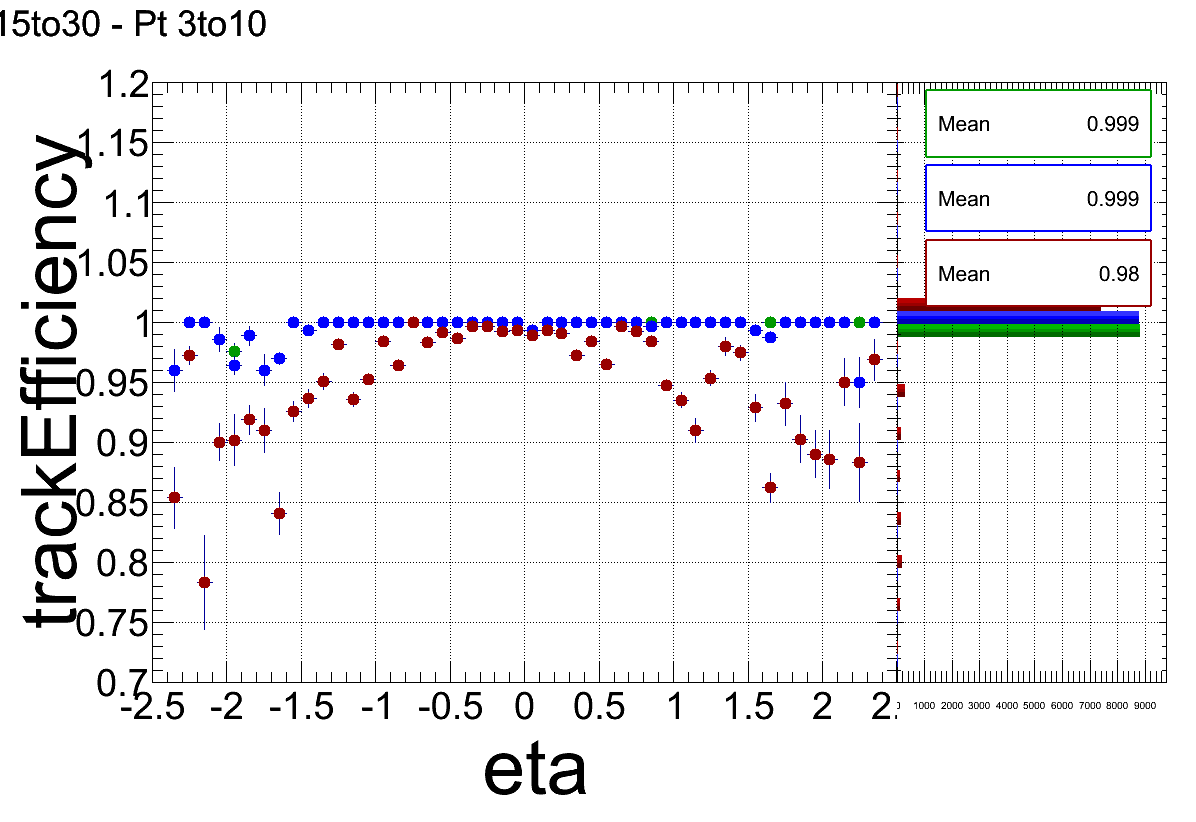 15to30 - Pt 3to10
trackEfficiency
1.2
1.15
1.1
1.05
1
0.95
0.9
0.85
0.8
0.75
0.7
-2.5 -2 -1.5 -1 -0.5 0 0.5 1 1.5 2 2.
eta
Mean 0.999
Mean 0.999
Mean 0.98
0 1000 2000 3000 4000 5000 6000 7000 8000 9000